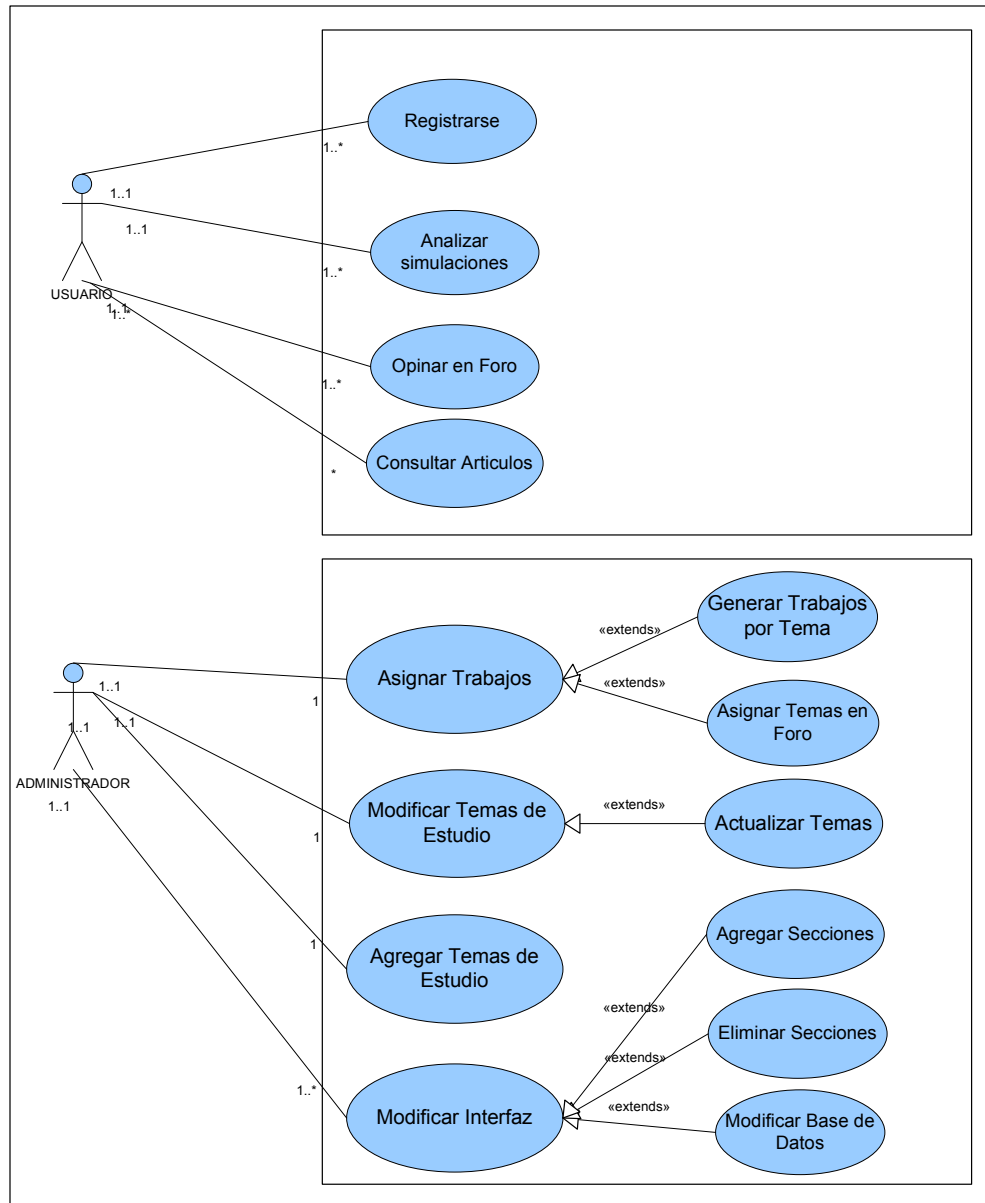 Registrarse
1..*
1..1
1..1
Analizar
simulaciones
1..*
USUARIO
1..1
1..*
Opinar en Foro
1..*
Consultar Articulos
*
Generar Trabajos
por Tema
«extends»
Asignar Trabajos
1..1
1
«extends»
Asignar Temas en
Foro
1..1
1..1
ADMINISTRADOR
1..1
Modificar Temas de
Estudio
1
«extends»
Actualizar Temas
Agregar Secciones
1
Agregar Temas de
Estudio
«extends»
Eliminar Secciones
«extends»
1..*
Modificar Interfaz
«extends»
Modificar Base de
Datos